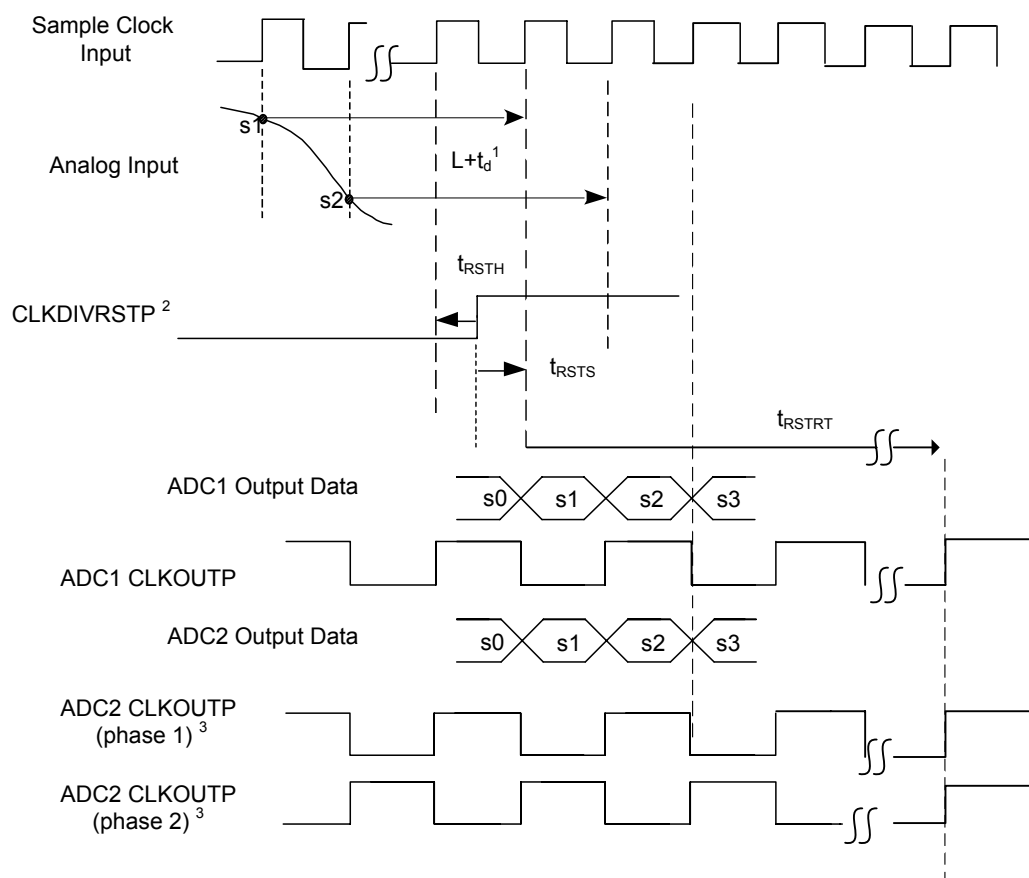 Sample Clock
Input
s1
Analog Input
L+t_d^1
s2
t_RSTH
CLKDIVRSTP ^2
t_RSTS
t_RSTRT
ADC1 Output Data
s0 s1 s2 s3
ADC1 CLKOUTP
ADC2 Output Data
s0 s1 s2 s3
ADC2 CLKOUTP
(phase 1) ^3
ADC2 CLKOUTP
(phase 2) ^3